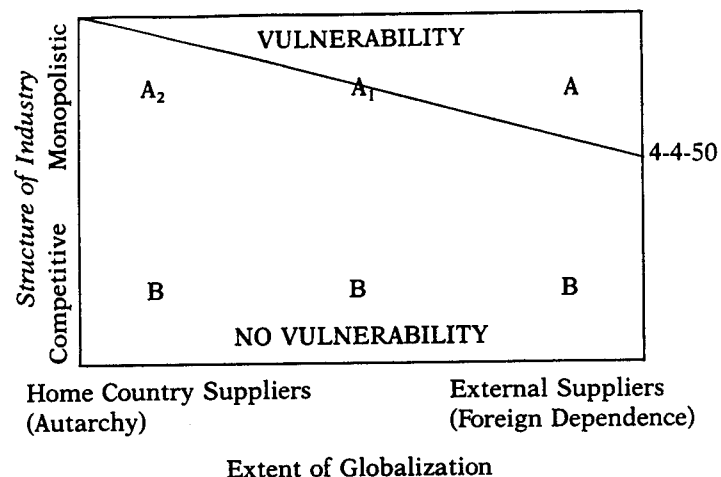 VULNERABILITY
A₂ A₁ A
4-4-50
B B B
NO VULNERABILITY
Structure of Industry
Competitive Monopolistic
Home Country Suppliers
(Autarchy)
External Suppliers
(Foreign Dependence)
Extent of Globalization